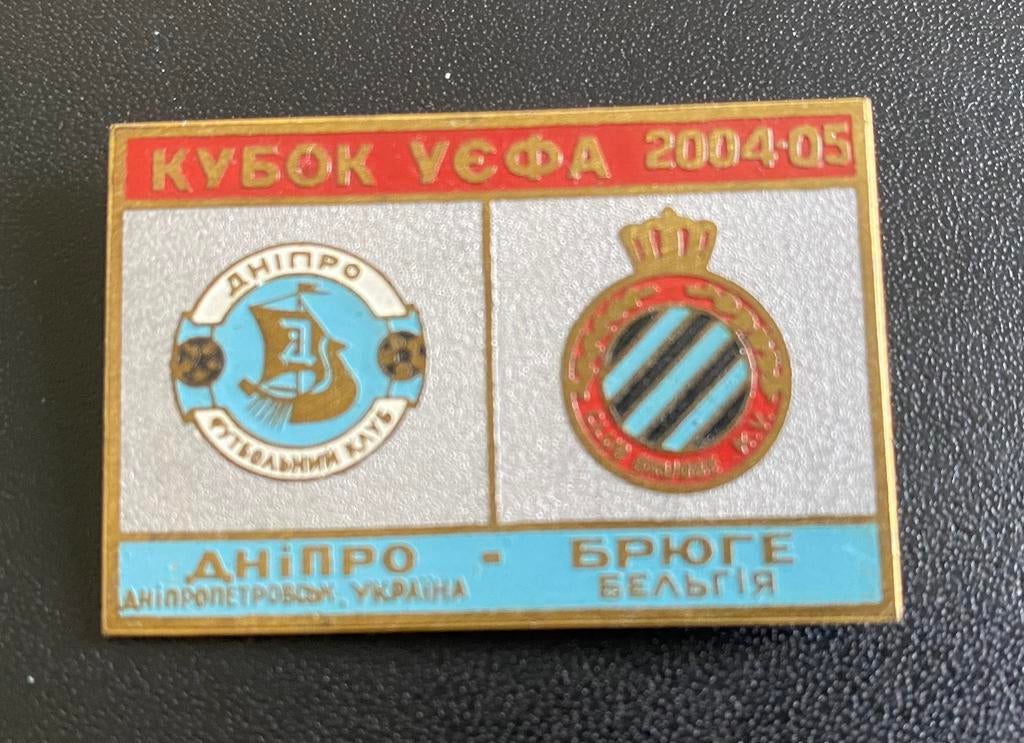 КУБОК УЄФА 2004-05
ДНІПРО
Д
ФУТБОЛЬНИЙ КЛУБ
K.V.
ДНіПРО - БРЮГЕ
ДНІПРОПЕТРОВСЬК, УКРАЇНА БЕЛЬГІЯ